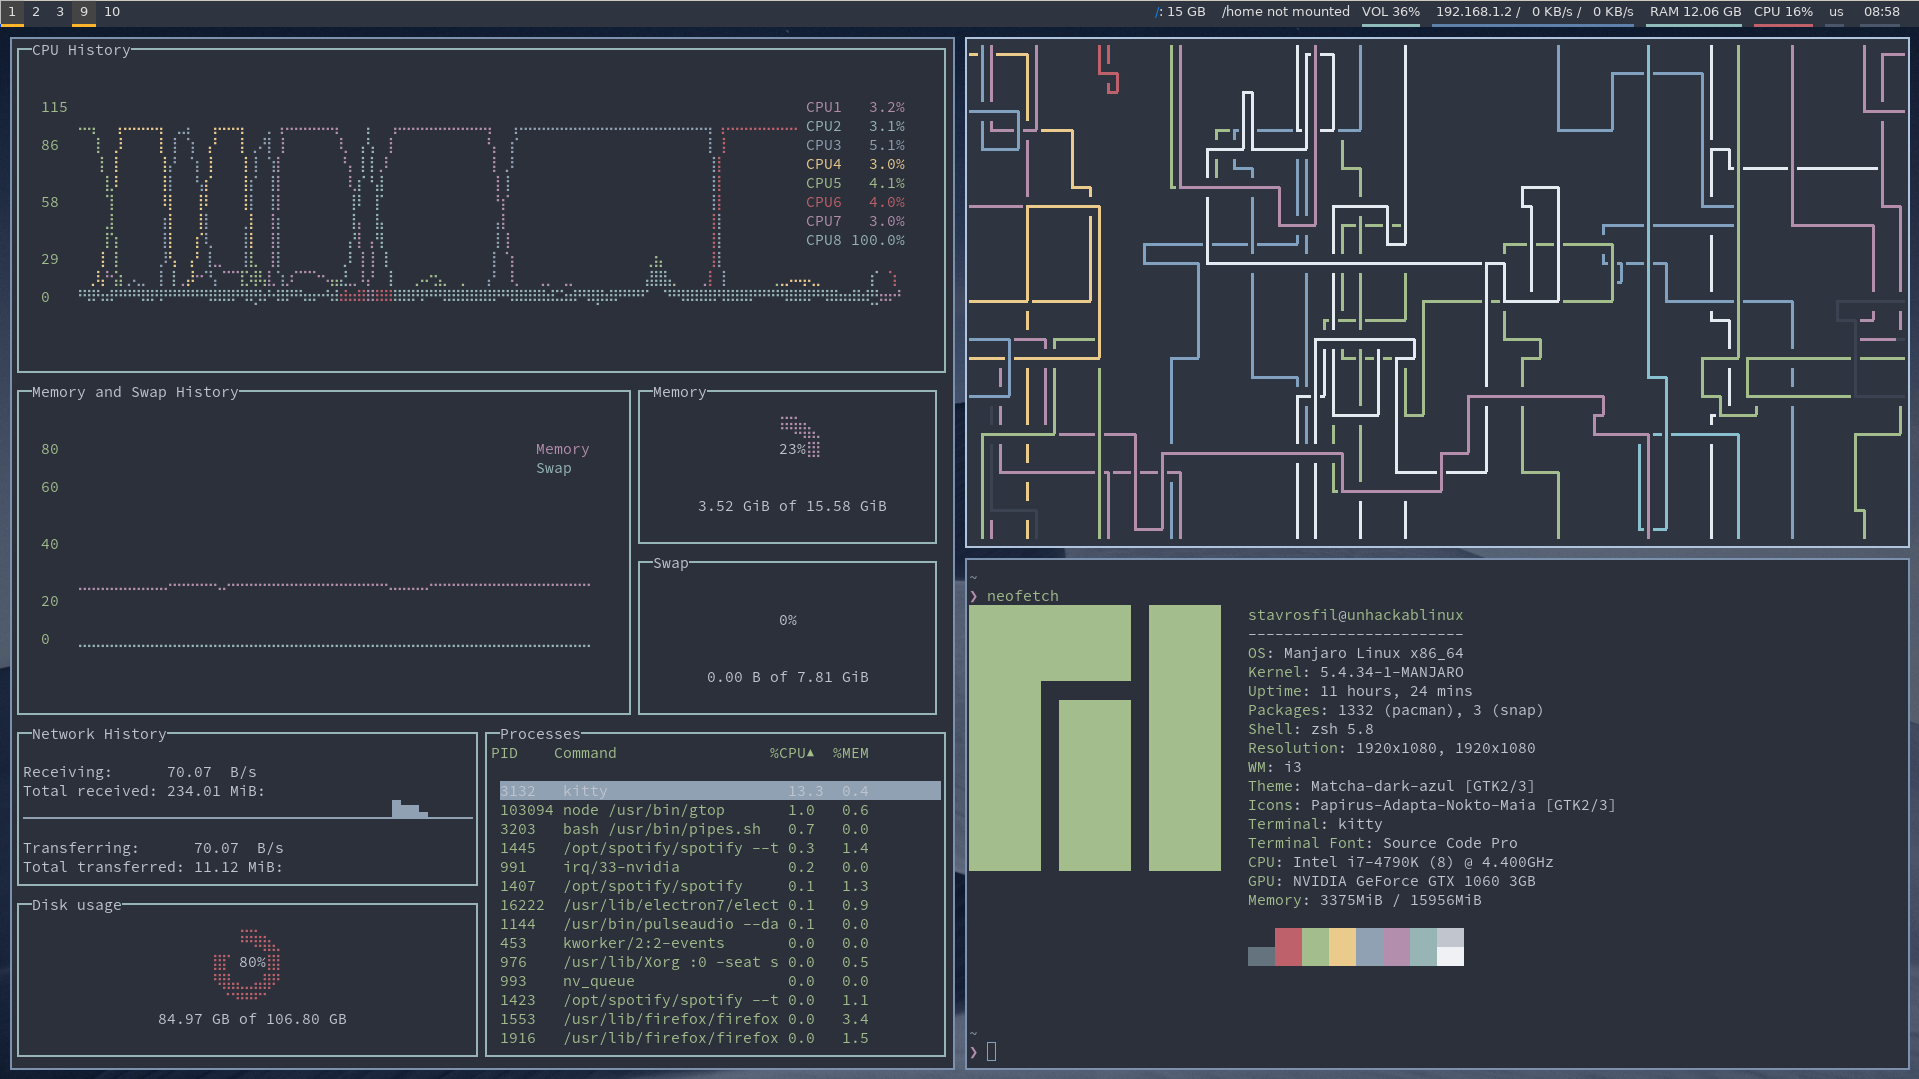 1 2 3 9 10
/: 15 GB /home not mounted VOL 36% 192.168.1.2 / 0 KB/s / 0 KB/s RAM 12.06 GB CPU 16% us 08:58
CPU History
115
86
58
29
0
CPU1 3.2%
CPU2 3.1%
CPU3 5.1%
CPU4 3.0%
CPU5 4.1%
CPU6 4.0%
CPU7 3.0%
CPU8 100.0%
Memory and Swap History
80
60
40
20
0
Memory
Swap
Memory
23%
3.52 GiB of 15.58 GiB
Swap
0%
0.00 B of 7.81 GiB
Network History
Receiving: 70.07 B/s
Total received: 234.01 MiB:
Transferring: 70.07 B/s
Total transferred: 11.12 MiB:
Disk usage
80%
84.97 GB of 106.80 GB
Processes
PID Command %CPU▲ %MEM
3132 kitty 13.3 0.4
103094 node /usr/bin/gtop 1.0 0.6
3203 bash /usr/bin/pipes.sh 0.7 0.0
1445 /opt/spotify/spotify --t 0.3 1.4
991 irq/33-nvidia 0.2 0.0
1407 /opt/spotify/spotify 0.1 1.3
16222 /usr/lib/electron7/elect 0.1 0.9
1144 /usr/bin/pulseaudio --da 0.1 0.0
453 kworker/2:2-events 0.0 0.0
976 /usr/lib/Xorg :0 -seat s 0.0 0.5
993 nv_queue 0.0 0.0
1423 /opt/spotify/spotify --t 0.0 1.1
1553 /usr/lib/firefox/firefox 0.0 3.4
1916 /usr/lib/firefox/firefox 0.0 1.5
~
❯ neofetch
stavrosfil@unhackablinux
------------------------
OS: Manjaro Linux x86_64
Kernel: 5.4.34-1-MANJARO
Uptime: 11 hours, 24 mins
Packages: 1332 (pacman), 3 (snap)
Shell: zsh 5.8
Resolution: 1920x1080, 1920x1080
WM: i3
Theme: Matcha-dark-azul [GTK2/3]
Icons: Papirus-Adapta-Nokto-Maia [GTK2/3]
Terminal: kitty
Terminal Font: Source Code Pro
CPU: Intel i7-4790K (8) @ 4.400GHz
GPU: NVIDIA GeForce GTX 1060 3GB
Memory: 3375MiB / 15956MiB
~
❯